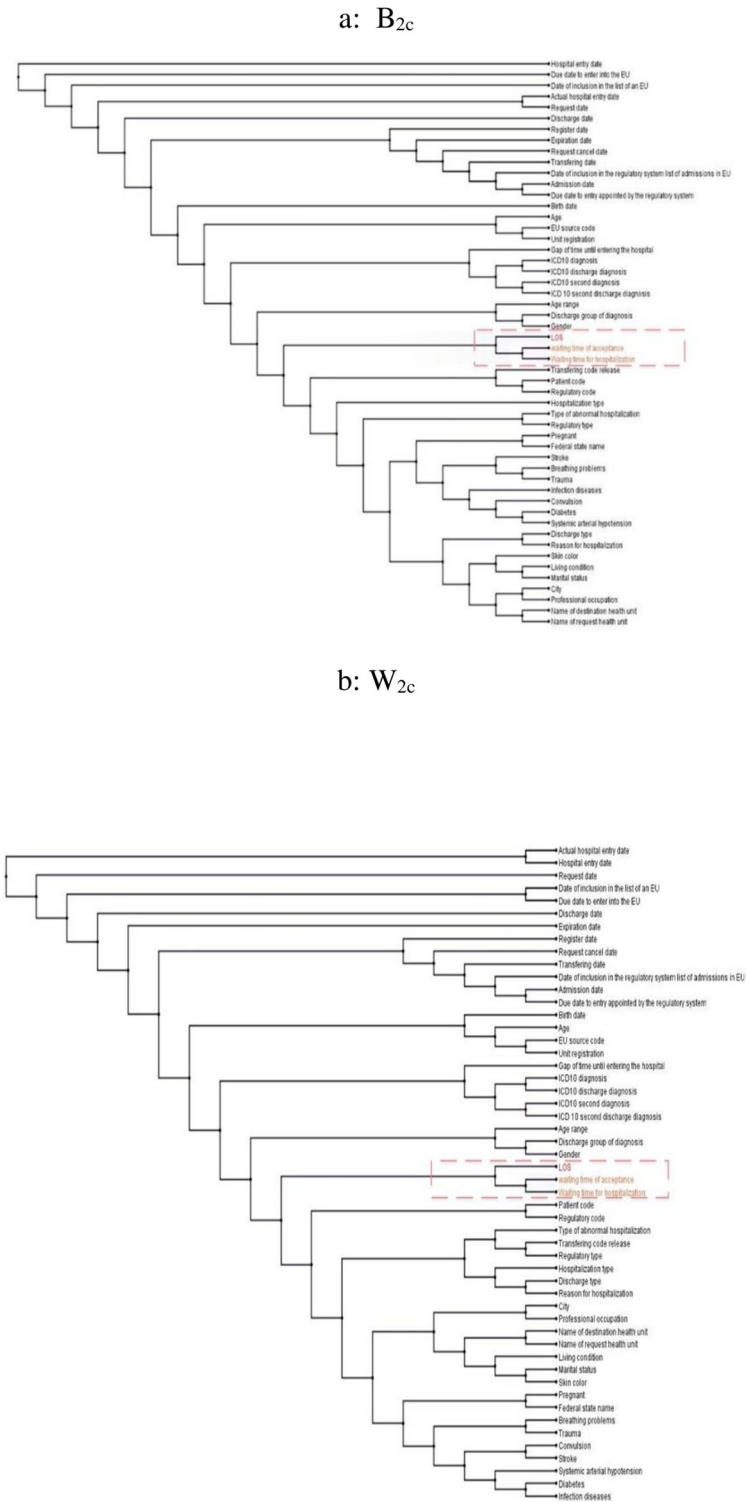 a: B2c
Hospital entry date
Due date to enter into the EU
Date of inclusion in the list of an EU
Actual hospital entry date
Request date
Discharge date
Register date
Expiration date
Request cancel date
Transfering date
Date of inclusion in the regulatory system list of admissions in EU
Admission date
Due date to entry appointed by the regulatory system
Birth date
Age
EU source code
Unit registration
Gap of time until entering the hospital
ICD10 diagnosis
ICD10 discharge diagnosis
ICD10 second diagnosis
ICD 10 second discharge diagnosis
Age range
Discharge group of diagnosis
Gender
LOS
waiting time of acceptance
Waiting time for hospitalization
Transfering code release
Patient code
Regulatory code
Hospitalization type
Type of abnormal hospitalization
Regulatory type
Pregnant
Federal state name
Stroke
Breathing problems
Trauma
Infection diseases
Convulsion
Diabetes
Systemic arterial hypotension
Discharge type
Reason for hospitalization
Skin color
Living condition
Marital status
City
Professional occupation
Name of destination health unit
Name of request health unit
b: W2c
Actual hospital entry date
Hospital entry date
Request date
Date of inclusion in the list of an EU
Due date to enter into the EU
Discharge date
Expiration date
Register date
Request cancel date
Transfering date
Date of inclusion in the regulatory system list of admissions in EU
Admission date
Due date to entry appointed by the regulatory system
Birth date
Age
EU source code
Unit registration
Gap of time until entering the hospital
ICD10 diagnosis
ICD10 discharge diagnosis
ICD10 second diagnosis
ICD 10 second discharge diagnosis
Age range
Discharge group of diagnosis
Gender
LOS
waiting time of acceptance
Waiting time for hospitalization
Patient code
Regulatory code
Type of abnormal hospitalization
Transfering code release
Regulatory type
Hospitalization type
Discharge type
Reason for hospitalization
City
Professional occupation
Name of destination health unit
Name of request health unit
Living condition
Marital status
Skin color
Pregnant
Federal state name
Breathing problems
Trauma
Convulsion
Stroke
Systemic arterial hypotension
Diabetes
Infection diseases